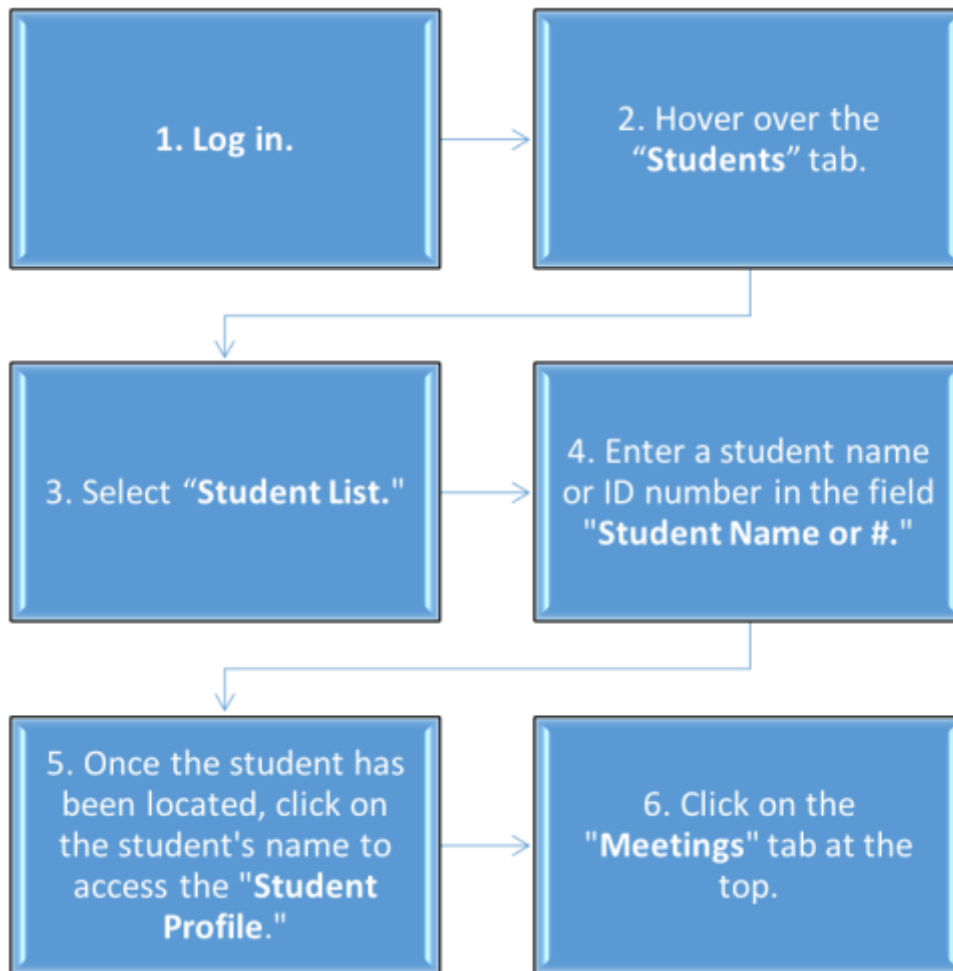 1. Log in.
2. Hover over the
“Students” tab.
3. Select “Student List."
4. Enter a student name
or ID number in the field
"Student Name or #."
5. Once the student has
been located, click on
the student's name to
access the "Student
Profile."
6. Click on the
"Meetings" tab at the
top.